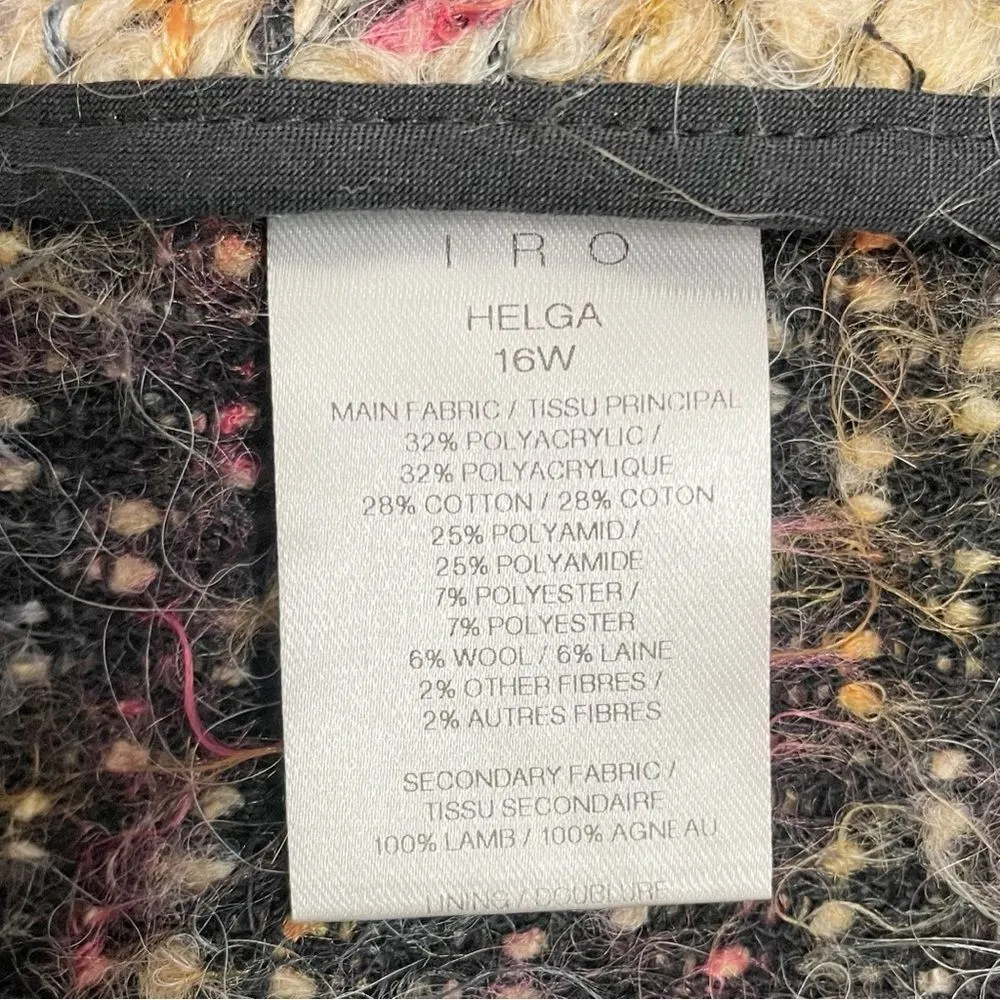 I R O
HELGA
16W
MAIN FABRIC / TISSU PRINCIPAL
32% POLYACRYLIC /
32% POLYACRYLIQUE
28% COTTON / 28% COTON
25% POLYAMID /
25% POLYAMIDE
7% POLYESTER /
7% POLYESTER
6% WOOL / 6% LAINE
2% OTHER FIBRES /
2% AUTRES FIBRES
SECONDARY FABRIC /
TISSU SECONDAIRE
100% LAMB / 100% AGNEAU
LINING / DOUBLURE